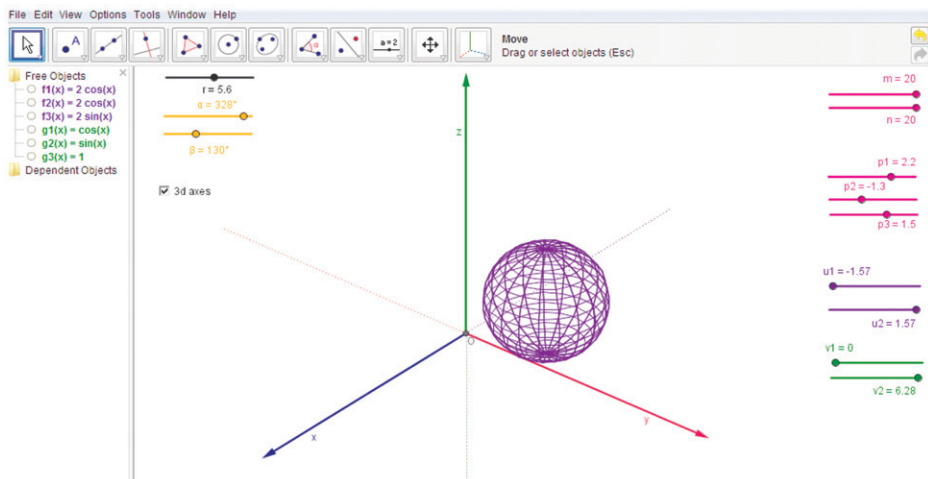 File Edit View Options Tools Window Help
A
α
a=2
Move
Drag or select objects (Esc)
Free Objects
f1(x) = 2 cos(x)
f2(x) = 2 cos(x)
f3(x) = 2 sin(x)
g1(x) = cos(x)
g2(x) = sin(x)
g3(x) = 1
Dependent Objects
r = 5.6
α = 328°
β = 130°
3d axes
z
O
x
y
m = 20
n = 20
p1 = 2.2
p2 = -1.3
p3 = 1.5
u1 = -1.57
u2 = 1.57
v1 = 0
v2 = 6.28